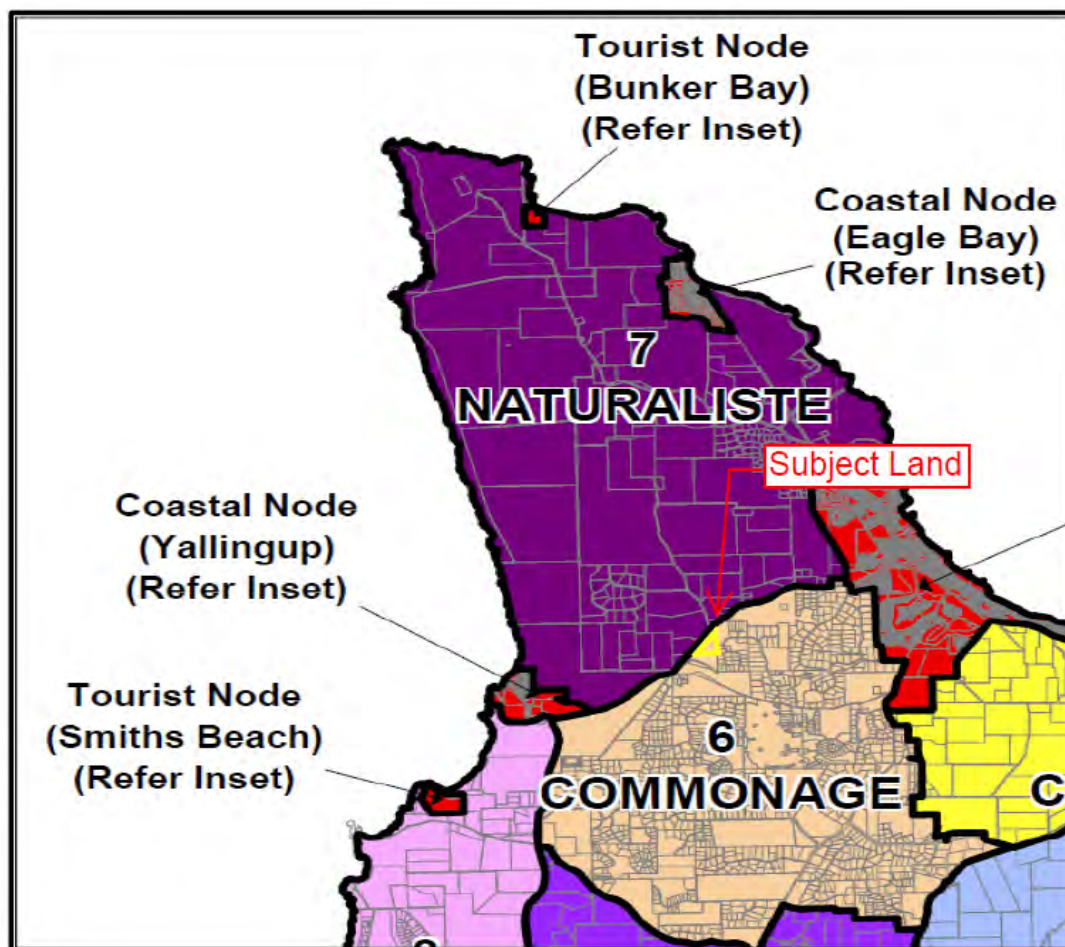 Tourist Node
(Bunker Bay)
(Refer Inset)
Coastal Node
(Eagle Bay)
(Refer Inset)
7
NATURALISTE
Subject Land
Coastal Node
(Yallingup)
(Refer Inset)
Tourist Node
(Smiths Beach)
(Refer Inset)
6
COMMONAGE
C